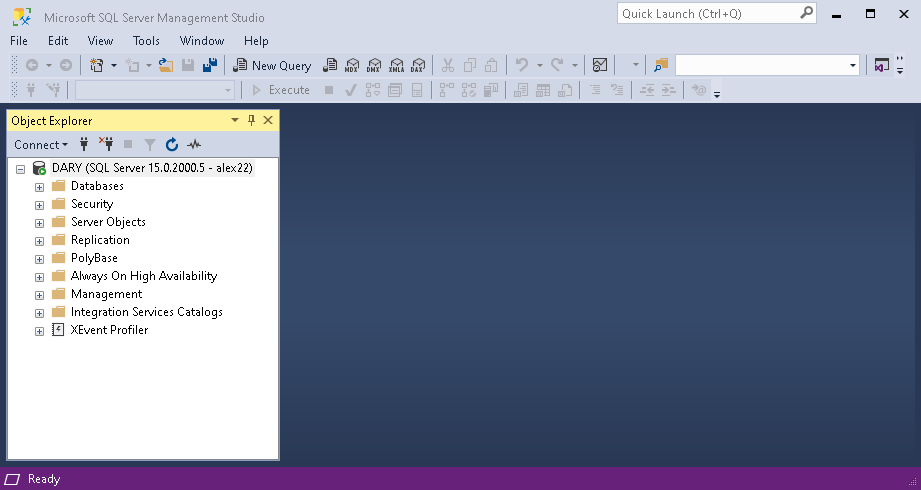 Microsoft SQL Server Management Studio
Quick Launch (Ctrl+Q)
File Edit View Tools Window Help
New Query MDX DMX XMLA DAX
Execute
Object Explorer
Connect
DARY (SQL Server 15.0.2000.5 - alex22)
Databases
Security
Server Objects
Replication
PolyBase
Always On High Availability
Management
Integration Services Catalogs
XEvent Profiler
Ready